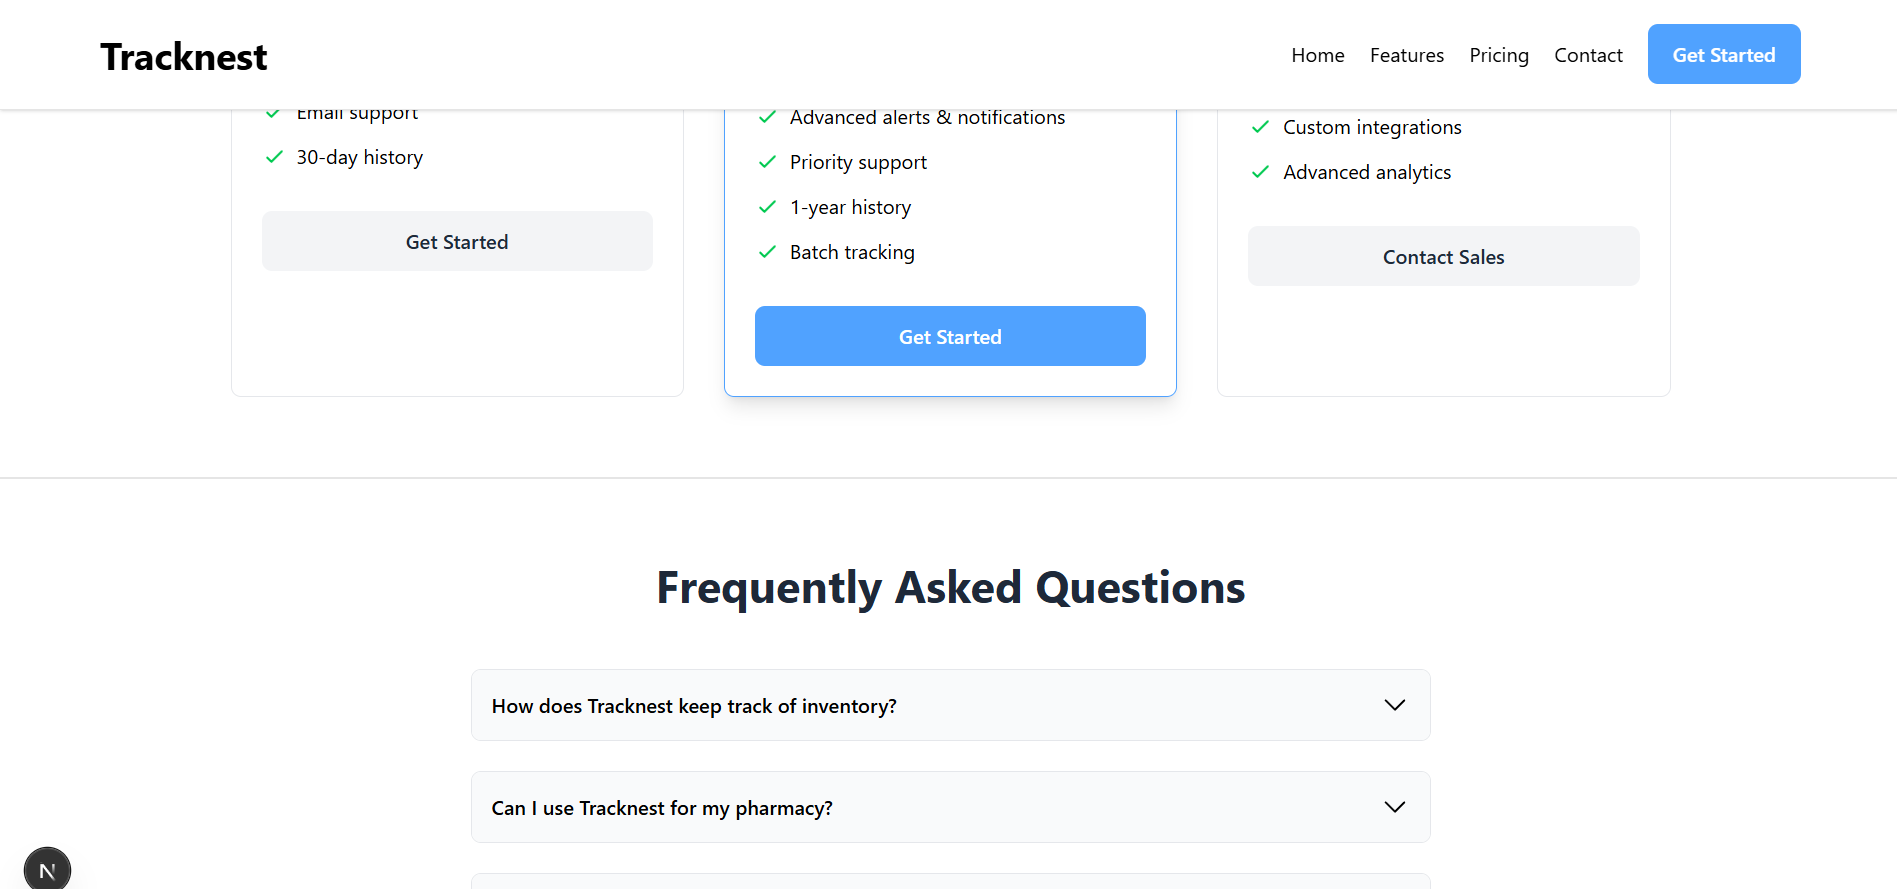 Tracknest
Home Features Pricing Contact Get Started
Email support
30-day history
Get Started
Advanced alerts & notifications
Priority support
1-year history
Batch tracking
Get Started
Custom integrations
Advanced analytics
Contact Sales
Frequently Asked Questions
How does Tracknest keep track of inventory?
Can I use Tracknest for my pharmacy?
N